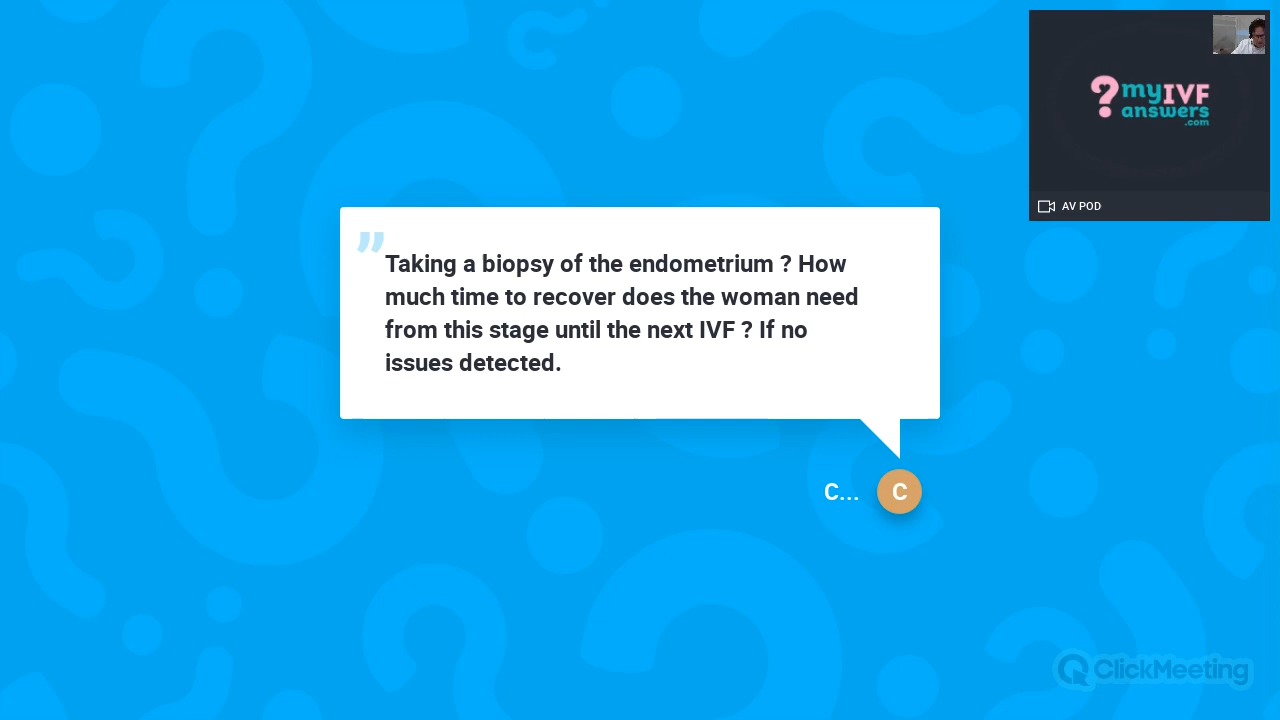 ?myIVF
answers
.com
AV POD
”
Taking a biopsy of the endometrium ? How
much time to recover does the woman need
from this stage until the next IVF ? If no
issues detected.
C... C
ClickMeeting